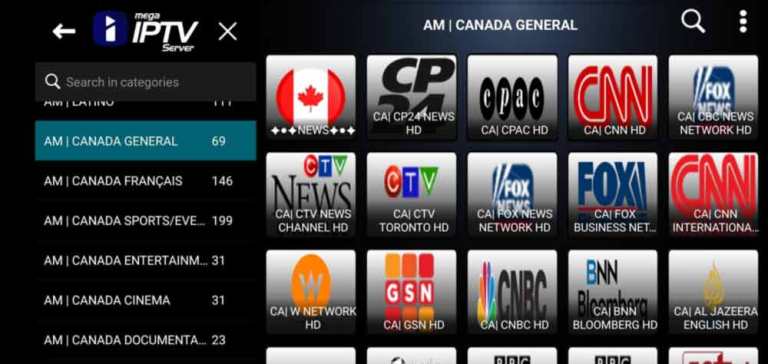 mega
IPTV
Server
Search in categories
AM | LATINO 111
AM | CANADA GENERAL 69
AM | CANADA FRANÇAIS 146
AM | CANADA SPORTS/EVE... 199
AM | CANADA ENTERTAINM... 31
AM | CANADA CINEMA 31
AM | CANADA DOCUMENTA... 23
AM | CANADA GENERAL
✦•✦NEWS✦•✦
CP
24
CA| CP24 NEWS
HD
cpac
CA| CPAC HD
CNN
CA| CNN HD
FOX
NEWS
CA| CBC NEWS
NETWORK HD
CTV
NEWS
CA| CTV NEWS
CHANNEL HD
CTV
CA| CTV
TORONTO HD
FOX
NEWS
CA| FOX NEWS
NETWORK HD
FOX
CA| FOX
BUSINESS NET...
CNN
CA| CNN
INTERNATIONA...
W
CA| W NETWORK
HD
GSN
CA| GSN HD
CNBC
CA| CNBC HD
BNN
Bloomberg
CA| BNN
BLOOMBERG HD
CA| AL JAZEERA
ENGLISH HD
BBC
BBC